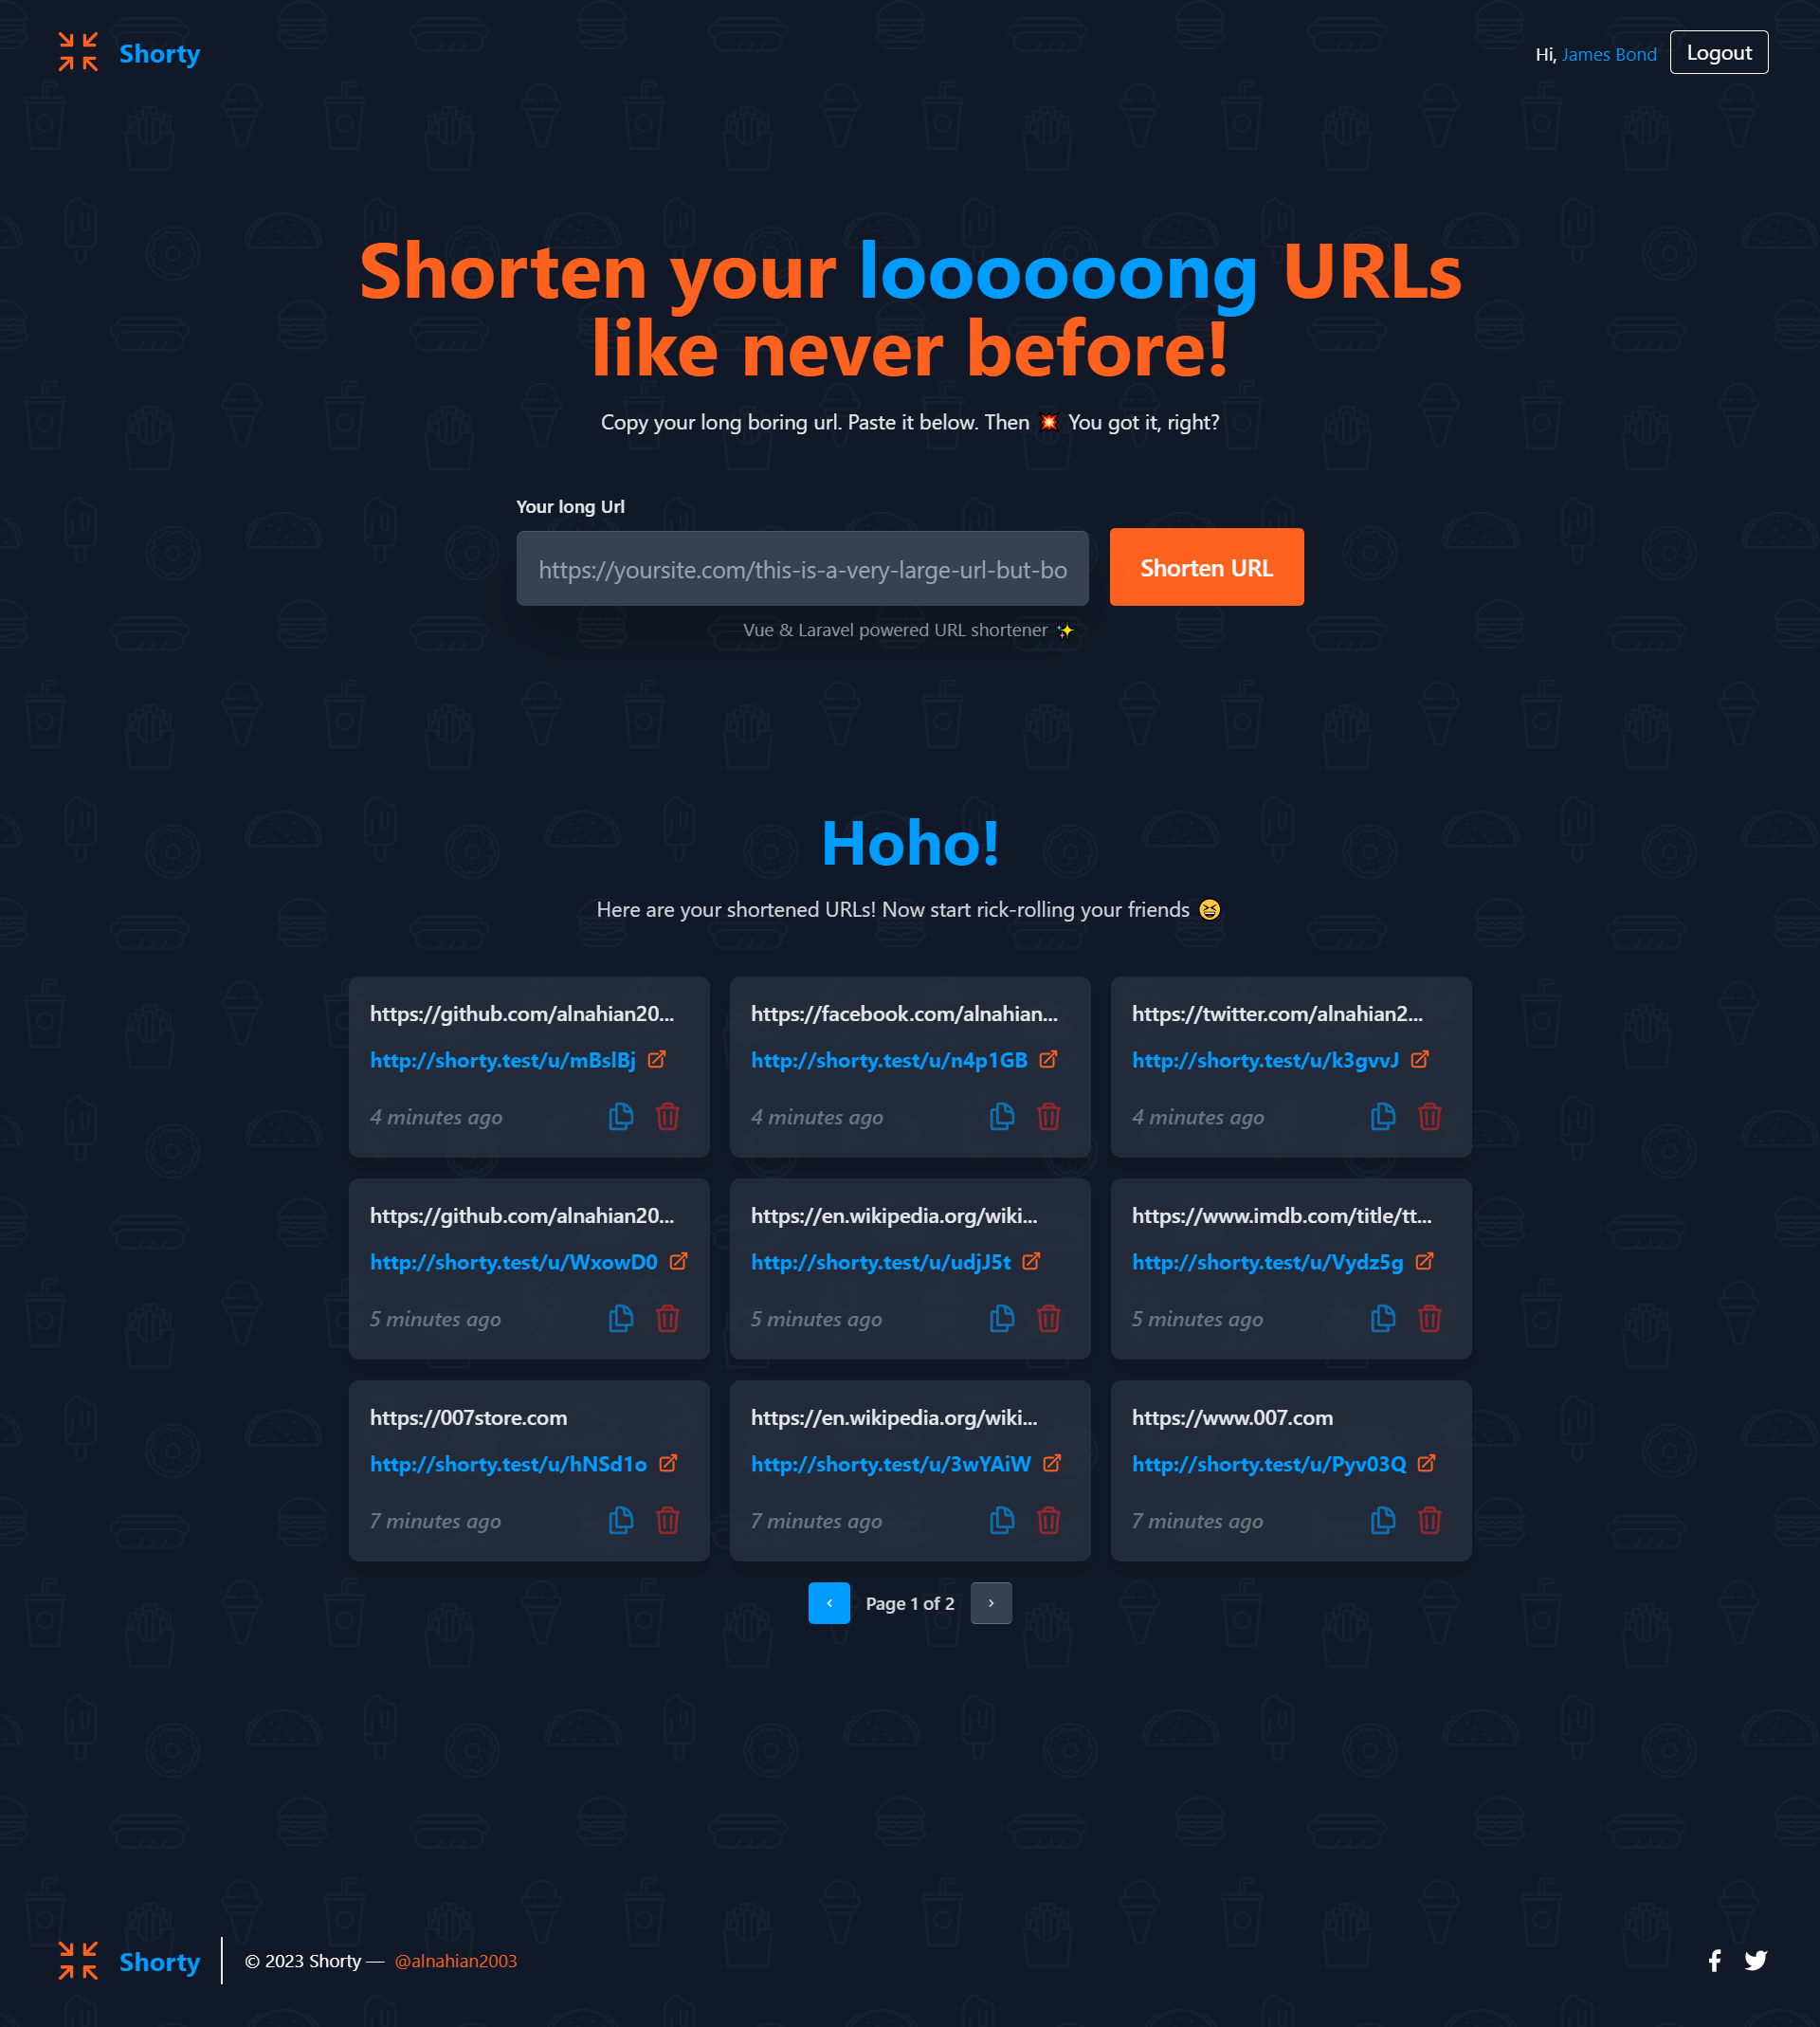 Shorty
Hi, James Bond
Logout
Shorten your looooooong URLs
like never before!
Copy your long boring url. Paste it below. Then 💥 You got it, right?
Your long Url
https://yoursite.com/this-is-a-very-large-url-but-bo
Shorten URL
Vue & Laravel powered URL shortener ✨
Hoho!
Here are your shortened URLs! Now start rick-rolling your friends 😆
https://github.com/alnahian20...
http://shorty.test/u/mBslBj
4 minutes ago
https://facebook.com/alnahian...
http://shorty.test/u/n4p1GB
4 minutes ago
https://twitter.com/alnahian2...
http://shorty.test/u/k3gvvJ
4 minutes ago
https://github.com/alnahian20...
http://shorty.test/u/WxowD0
5 minutes ago
https://en.wikipedia.org/wiki...
http://shorty.test/u/udjJ5t
5 minutes ago
https://www.imdb.com/title/tt...
http://shorty.test/u/Vydz5g
5 minutes ago
https://007store.com
http://shorty.test/u/hNSd1o
7 minutes ago
https://en.wikipedia.org/wiki...
http://shorty.test/u/3wYAiW
7 minutes ago
https://www.007.com
http://shorty.test/u/Pyv03Q
7 minutes ago
‹ Page 1 of 2 ›
Shorty
© 2023 Shorty — @alnahian2003